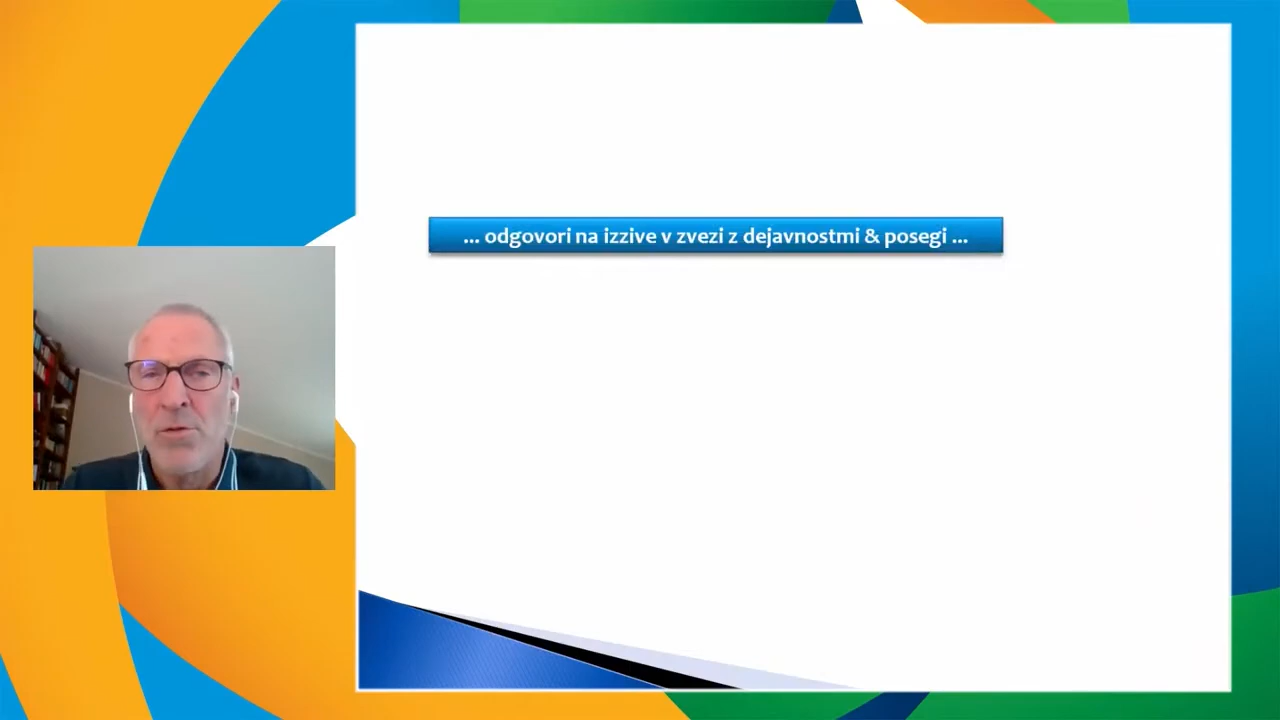 ... odgovori na izzive v zvezi z dejavnostmi & posegi ...